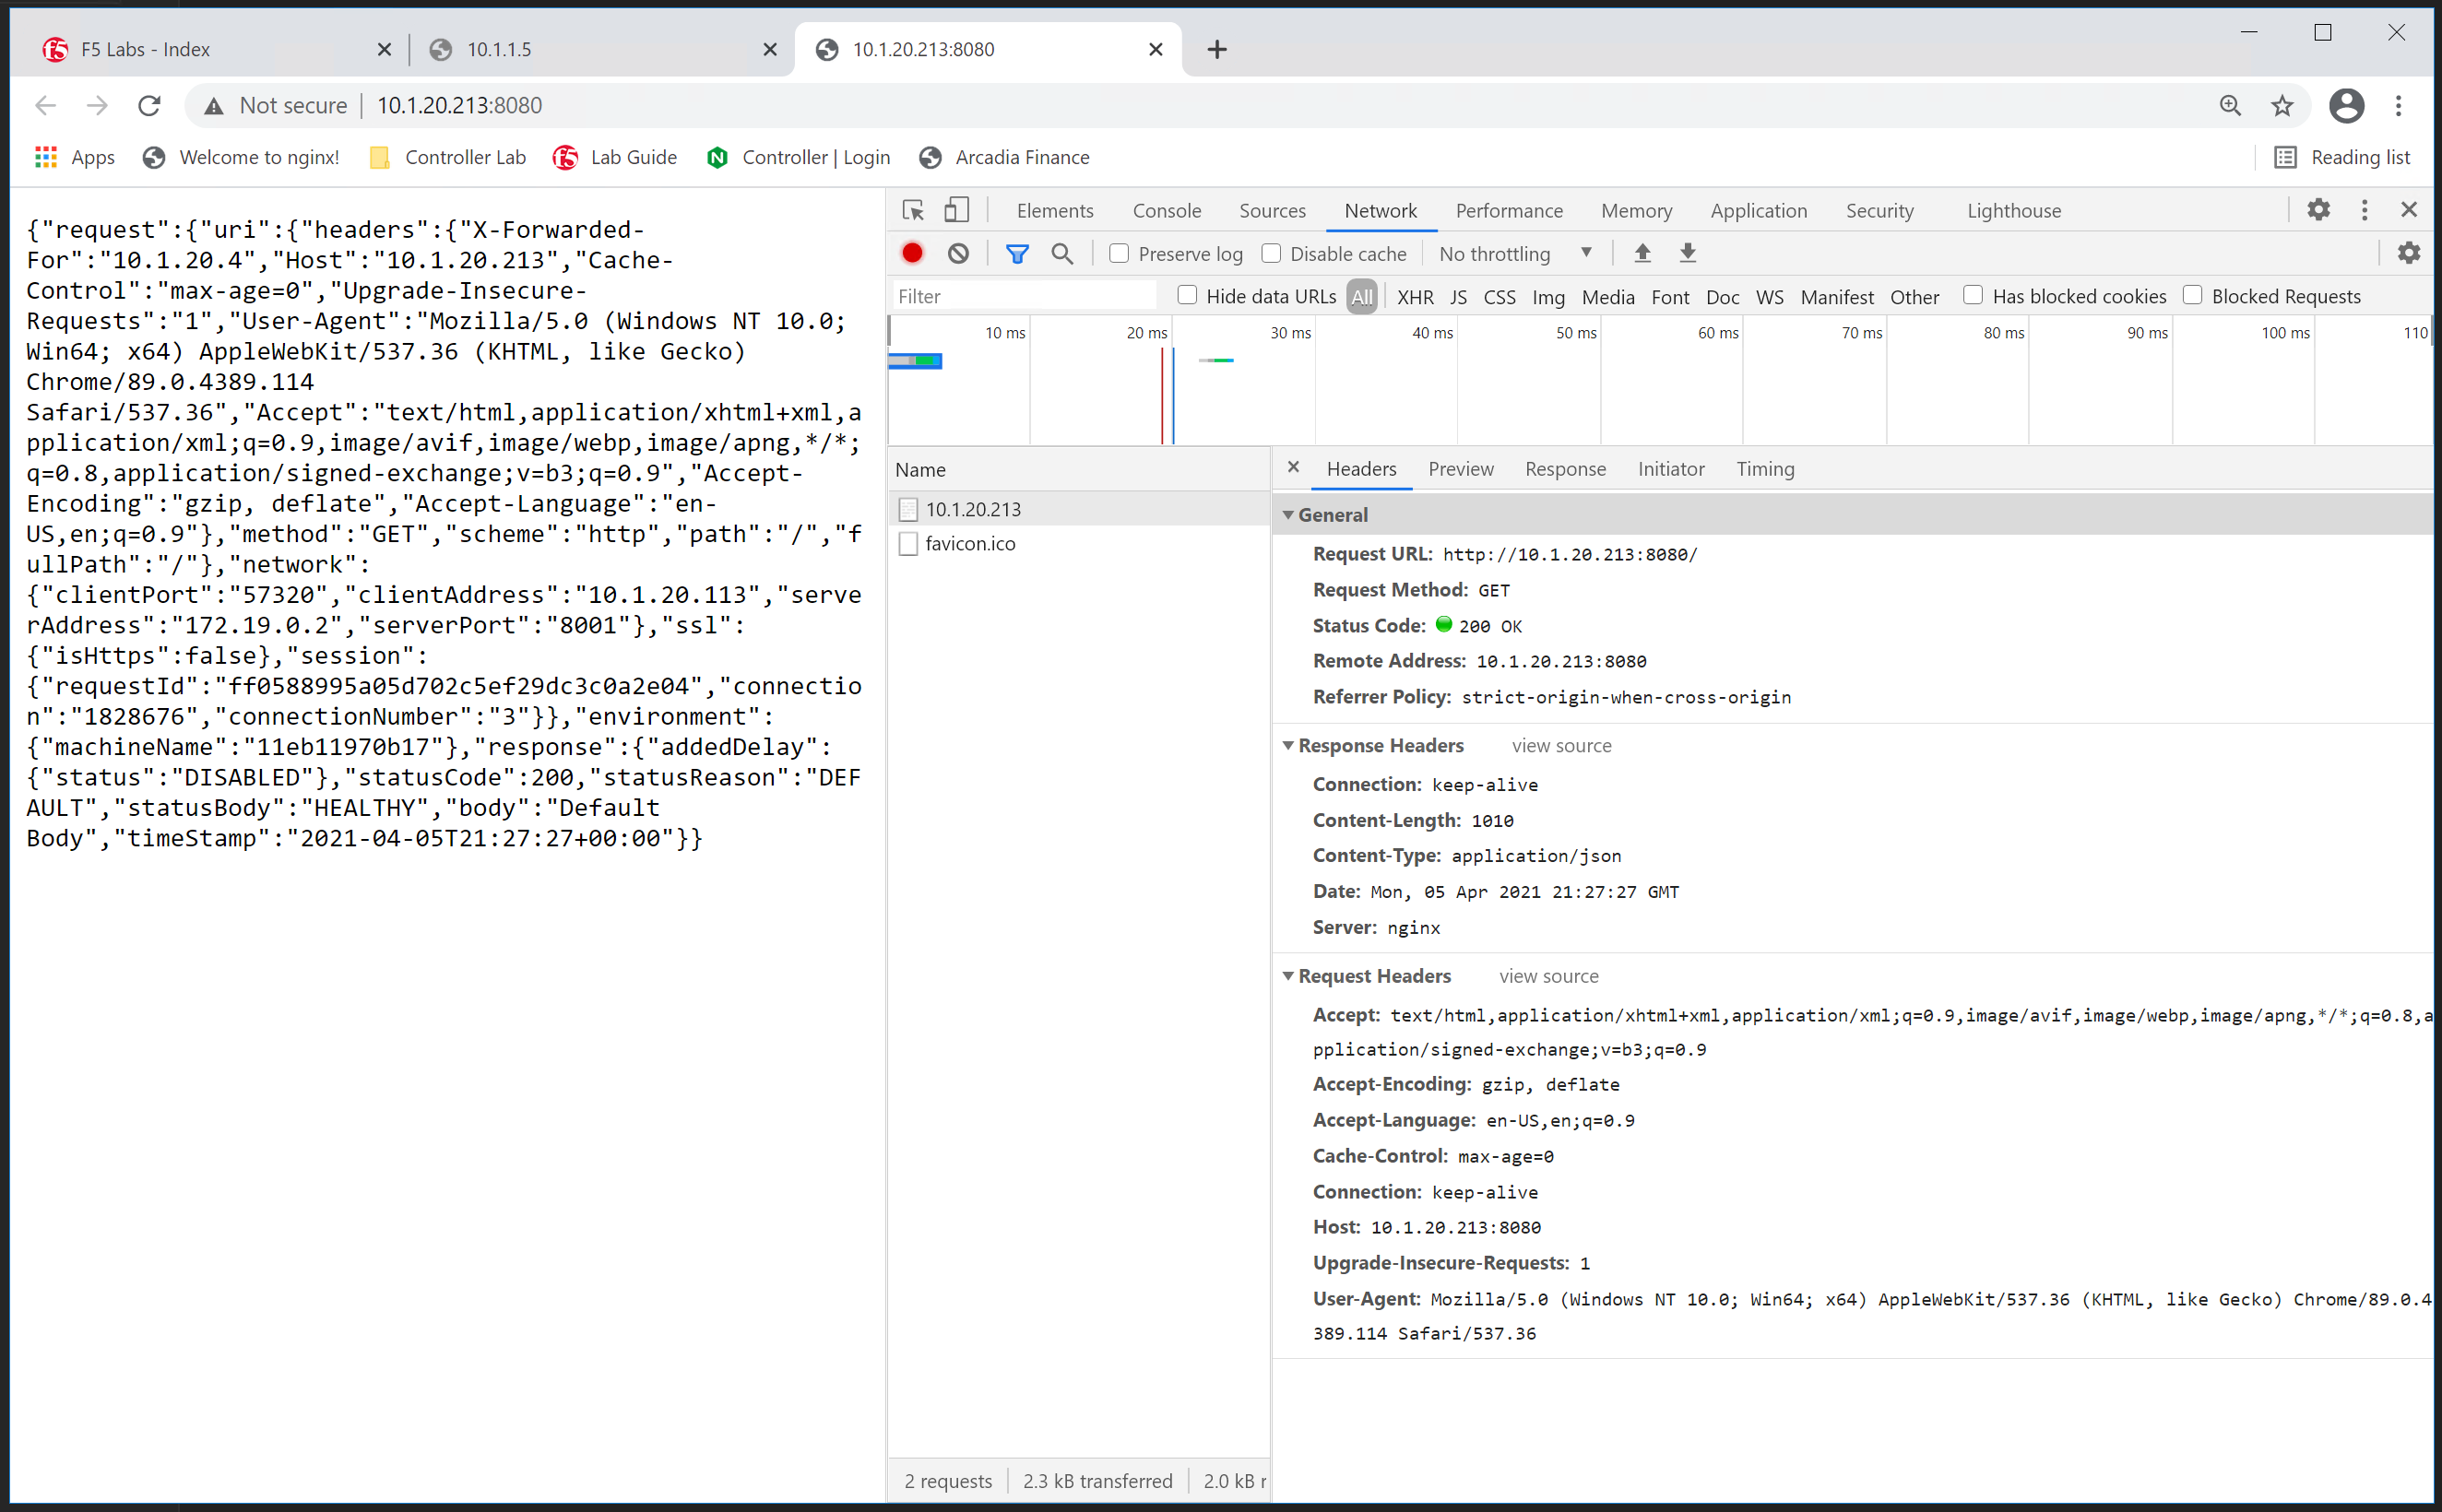 F5 Labs - Index
10.1.1.5
10.1.20.213:8080
Not secure
10.1.20.213:8080
Apps
Welcome to nginx!
Controller Lab
Lab Guide
Controller | Login
Arcadia Finance
Reading list
{"request":{"uri":{"headers":{"X-Forwarded-
For":"10.1.20.4","Host":"10.1.20.213","Cache-
Control":"max-age=0","Upgrade-Insecure-
Requests":"1","User-Agent":"Mozilla/5.0 (Windows NT 10.0;
Win64; x64) AppleWebKit/537.36 (KHTML, like Gecko)
Chrome/89.0.4389.114
Safari/537.36","Accept":"text/html,application/xhtml+xml,a
pplication/xml;q=0.9,image/avif,image/webp,image/apng,*/*;
q=0.8,application/signed-exchange;v=b3;q=0.9","Accept-
Encoding":"gzip, deflate","Accept-Language":"en-
US,en;q=0.9"},"method":"GET","scheme":"http","path":"/","f
ullPath":"/"},"network":
{"clientPort":"57320","clientAddress":"10.1.20.113","serve
rAddress":"172.19.0.2","serverPort":"8001"},"ssl":
{"isHttps":false},"session":
{"requestId":"ff0588995a05d702c5ef29dc3c0a2e04","connectio
n":"1828676","connectionNumber":"3"}},"environment":
{"machineName":"11eb11970b17"},"response":{"addedDelay":
{"status":"DISABLED"},"statusCode":200,"statusReason":"DEF
AULT","statusBody":"HEALTHY","body":"Default
Body","timeStamp":"2021-04-05T21:27:27+00:00"}}
Elements
Console
Sources
Network
Performance
Memory
Application
Security
Lighthouse
Preserve log
Disable cache
No throttling
Filter
Hide data URLs
All
XHR
JS
CSS
Img
Media
Font
Doc
WS
Manifest
Other
Has blocked cookies
Blocked Requests
10 ms
20 ms
30 ms
40 ms
50 ms
60 ms
70 ms
80 ms
90 ms
100 ms
110
Name
10.1.20.213
favicon.ico
2 requests
2.3 kB transferred
2.0 kB r
Headers
Preview
Response
Initiator
Timing
General
Request URL: http://10.1.20.213:8080/
Request Method: GET
Status Code: 200 OK
Remote Address: 10.1.20.213:8080
Referrer Policy: strict-origin-when-cross-origin
Response Headers view source
Connection: keep-alive
Content-Length: 1010
Content-Type: application/json
Date: Mon, 05 Apr 2021 21:27:27 GMT
Server: nginx
Request Headers view source
Accept: text/html,application/xhtml+xml,application/xml;q=0.9,image/avif,image/webp,image/apng,*/*;q=0.8,a
pplication/signed-exchange;v=b3;q=0.9
Accept-Encoding: gzip, deflate
Accept-Language: en-US,en;q=0.9
Cache-Control: max-age=0
Connection: keep-alive
Host: 10.1.20.213:8080
Upgrade-Insecure-Requests: 1
User-Agent: Mozilla/5.0 (Windows NT 10.0; Win64; x64) AppleWebKit/537.36 (KHTML, like Gecko) Chrome/89.0.4
389.114 Safari/537.36